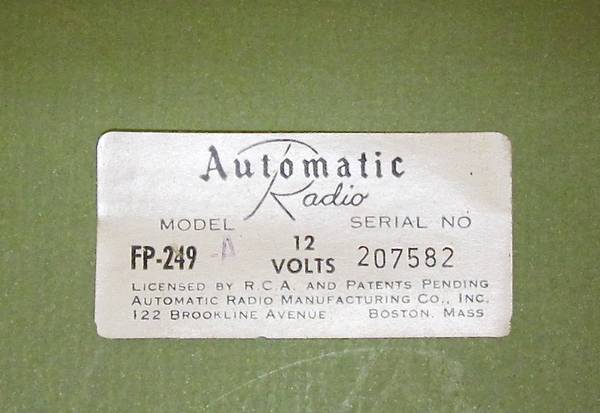 Automatic
Radio
MODEL SERIAL NO
FP-249 -A 12 VOLTS 207582
LICENSED BY R.C.A. AND PATENTS PENDING
AUTOMATIC RADIO MANUFACTURING CO., INC.
122 BROOKLINE AVENUE BOSTON, MASS